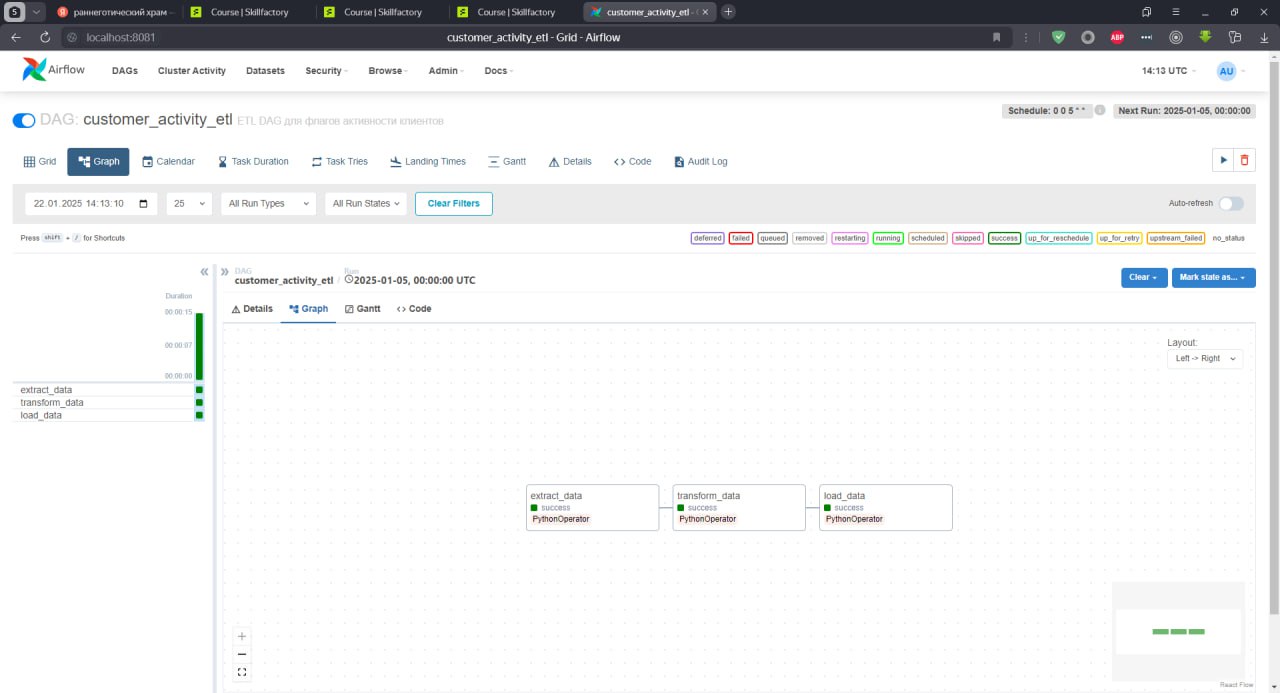 5 раннеготический храм — Course | Skillfactory Course | Skillfactory Course | Skillfactory customer_activity_etl -
localhost:8081 customer_activity_etl - Grid - Airflow ABP
Airflow DAGs Cluster Activity Datasets Security Browse Admin Docs 14:13 UTC AU
DAG: customer_activity_etl ETL DAG для флагов активности клиентов Schedule: 0 0 5 * * Next Run: 2025-01-05, 00:00:00
Grid Graph Calendar Task Duration Task Tries Landing Times Gantt Details Code Audit Log
22.01.2025 14:13:10 25 All Run Types All Run States Clear Filters Auto-refresh
Press shift + / for Shortcuts deferred failed queued removed restarting running scheduled skipped success up_for_reschedule up_for_retry upstream_failed no_status
DAG Run
customer_activity_etl / 2025-01-05, 00:00:00 UTC Clear Mark state as...
Duration
00:00:15
00:00:07
00:00:00
extract_data
transform_data
load_data
Details Graph Gantt Code
Layout:
Left -> Right
extract_data transform_data load_data
success success success
PythonOperator PythonOperator PythonOperator
React Flow